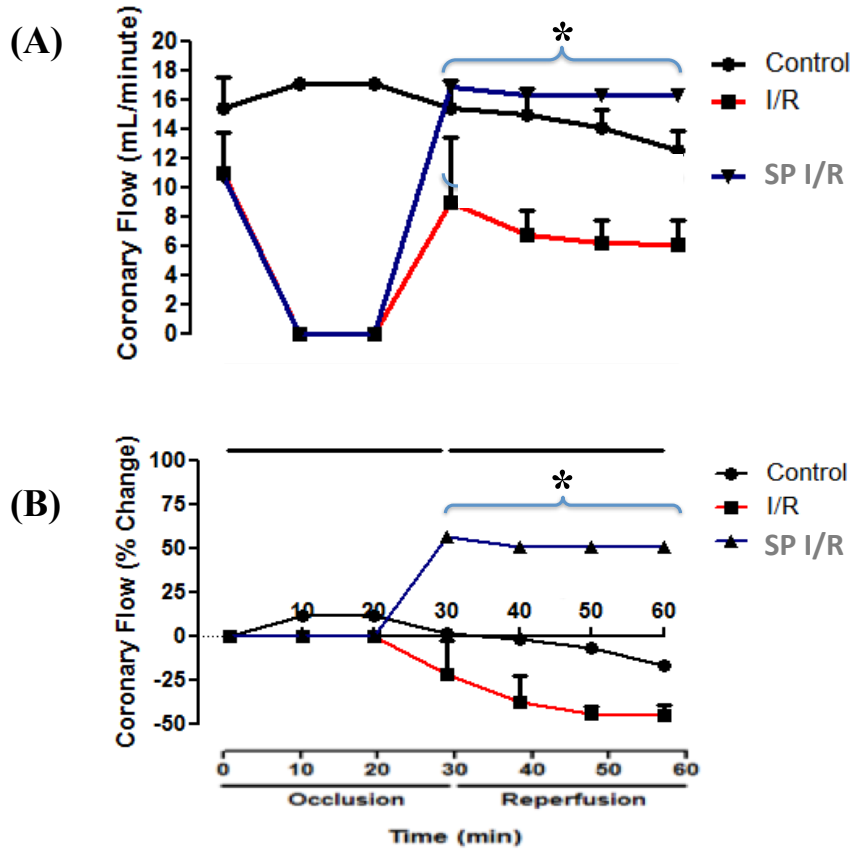 (A)
Coronary Flow (mL/minute)
20
18
16
14
12
10
8
6
4
2
0
*
Control
I/R
SP I/R
(B)
Coronary Flow (% Change)
100
75
50
25
0
-25
-50
*
Control
I/R
SP I/R
10 20 30 40 50 60
0 10 20 30 40 50 60
Occlusion Reperfusion
Time (min)